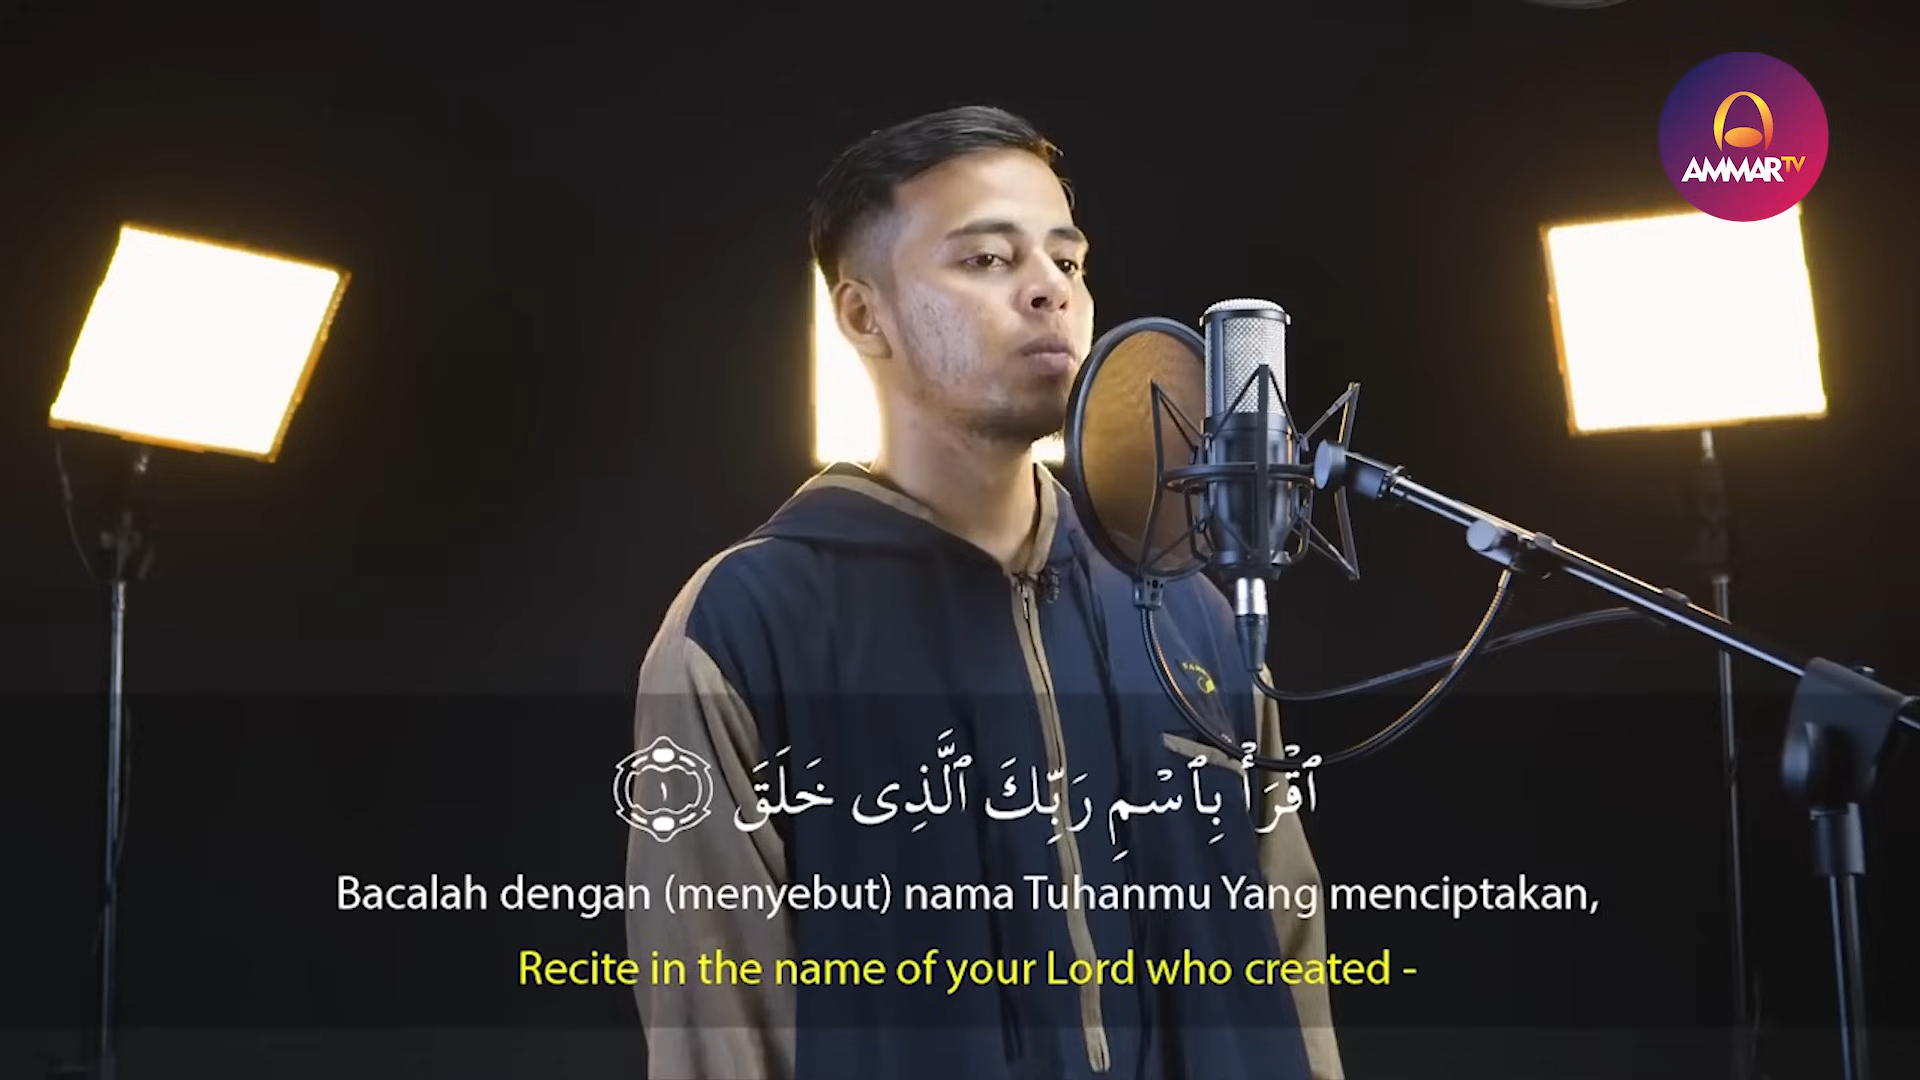 AMMARTV
ٱقْرَأْ بِٱسْمِ رَبِّكَ ٱلَّذِى خَلَقَ ١
Bacalah dengan (menyebut) nama Tuhanmu Yang menciptakan,
Recite in the name of your Lord who created -